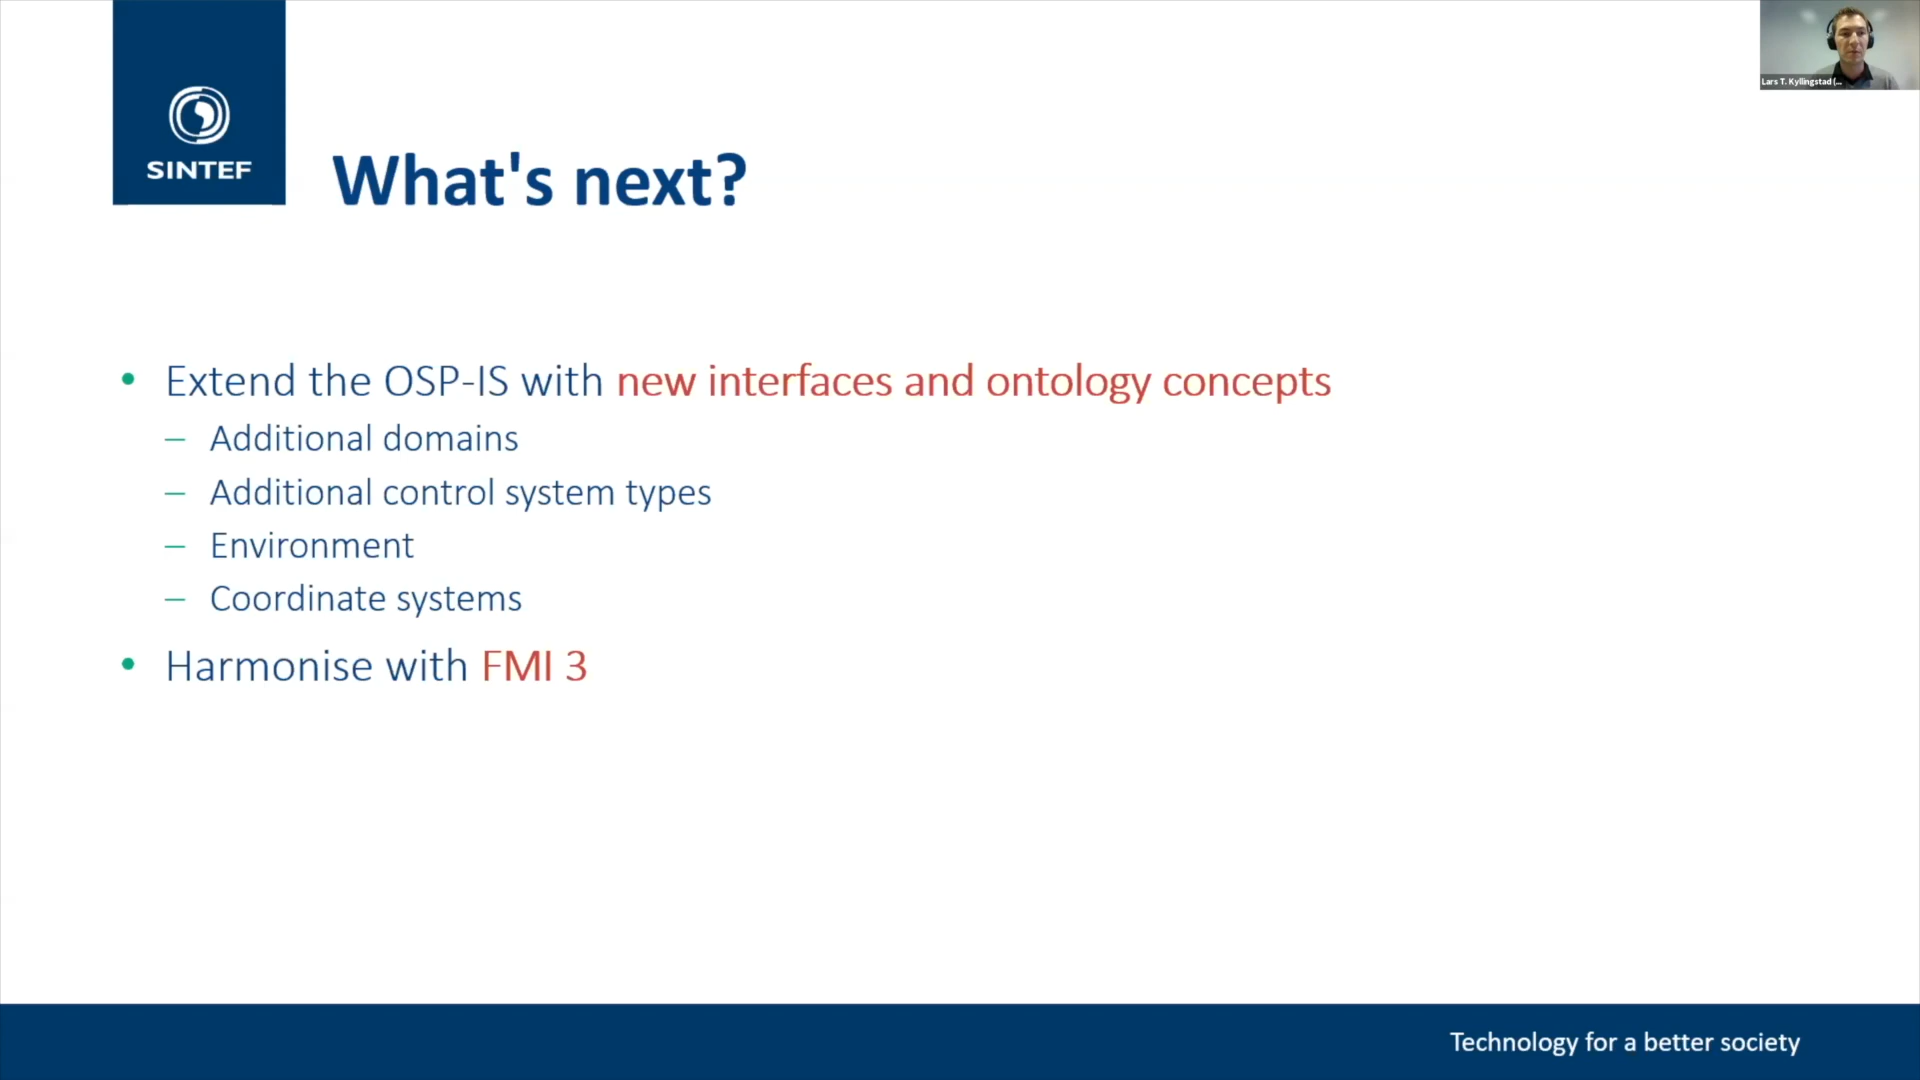 Lars T. Kyllingstad (...
SINTEF
What's next?
• Extend the OSP-IS with new interfaces and ontology concepts
– Additional domains
– Additional control system types
– Environment
– Coordinate systems
• Harmonise with FMI 3
Technology for a better society